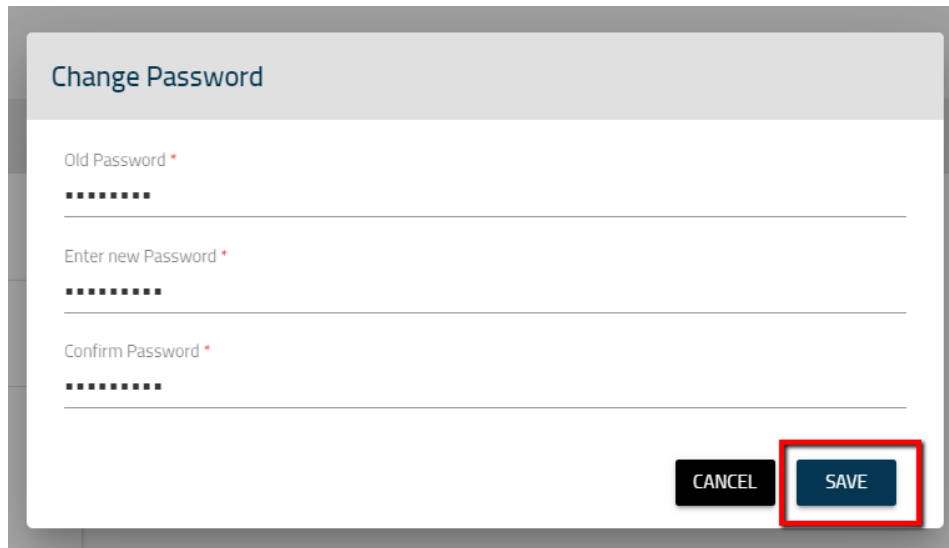 Change Password
Old Password *
▪▪▪▪▪▪▪▪
Enter new Password *
▪▪▪▪▪▪▪▪▪
Confirm Password *
▪▪▪▪▪▪▪▪▪
CANCEL SAVE